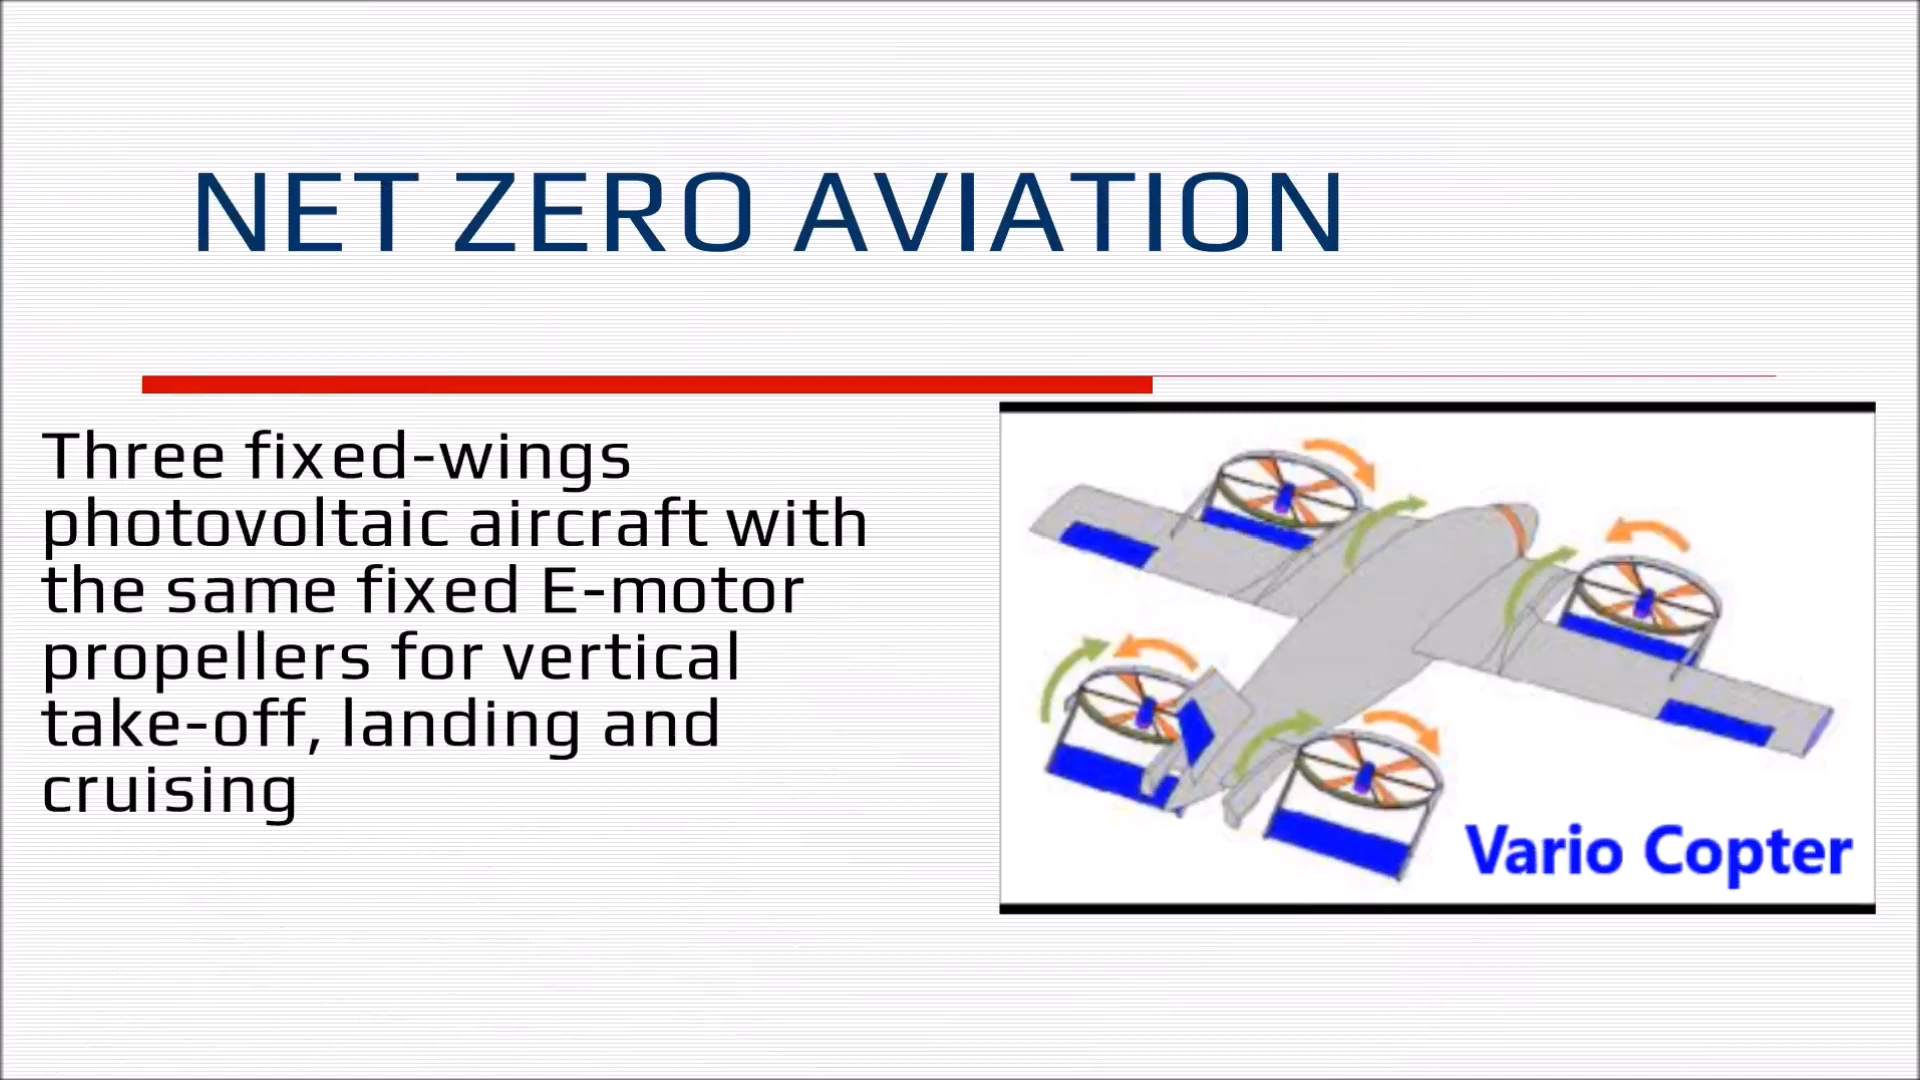 NET ZERO AVIATION
Three fixed-wings
photovoltaic aircraft with
the same fixed E-motor
propellers for vertical
take-off, landing and
cruising
Vario Copter